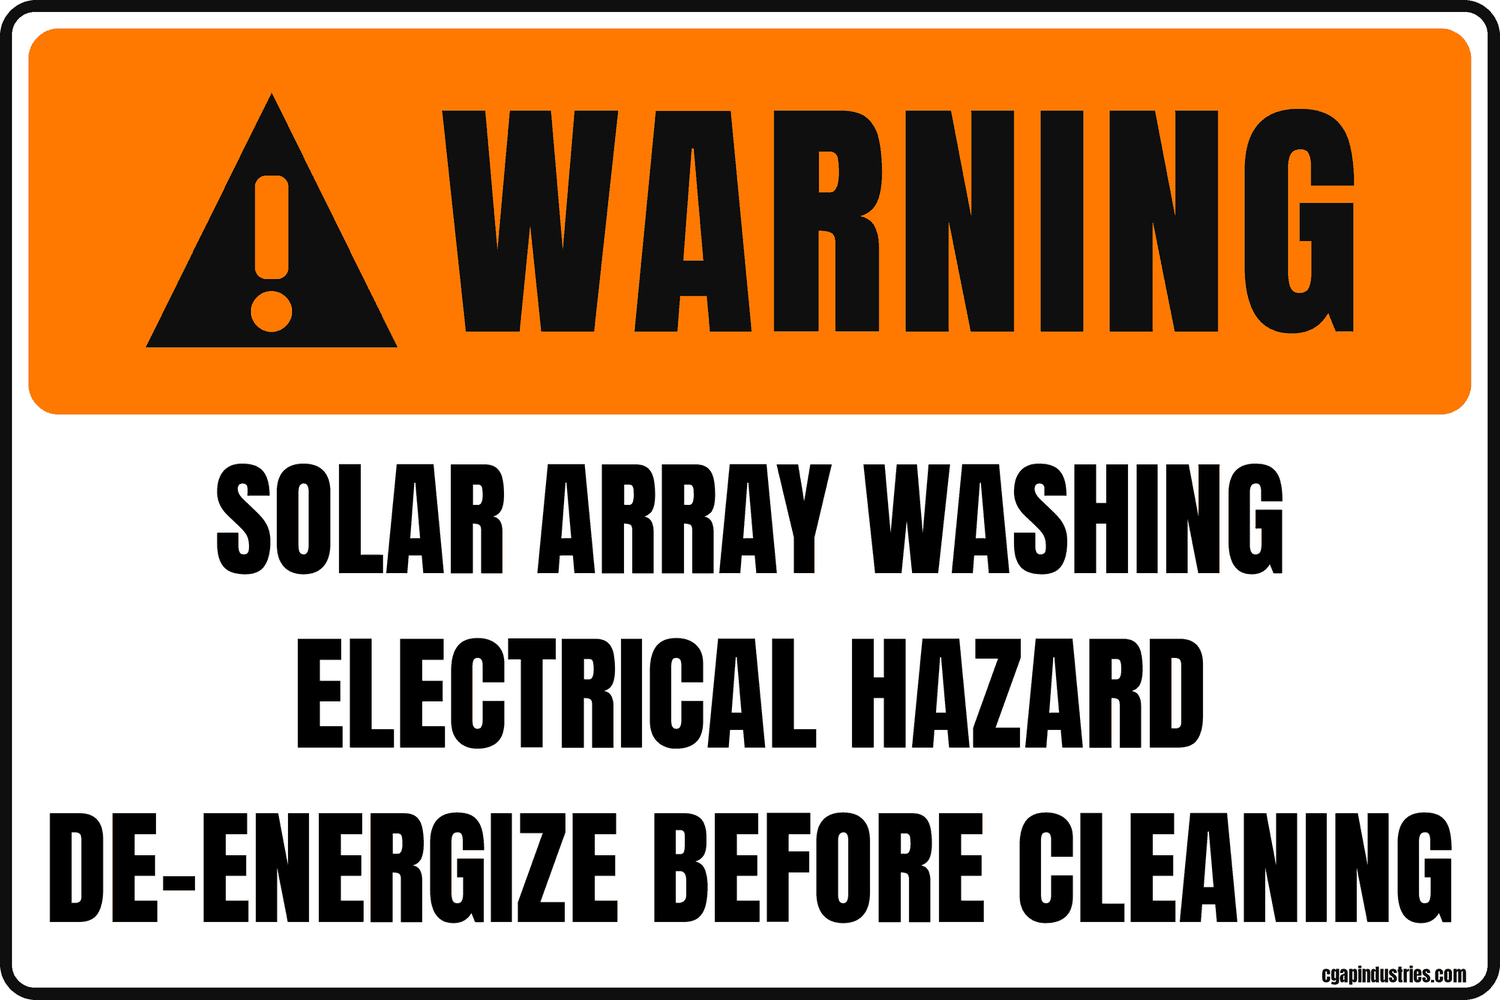 WARNING
SOLAR ARRAY WASHING
ELECTRICAL HAZARD
DE-ENERGIZE BEFORE CLEANING
cgapindustries.com